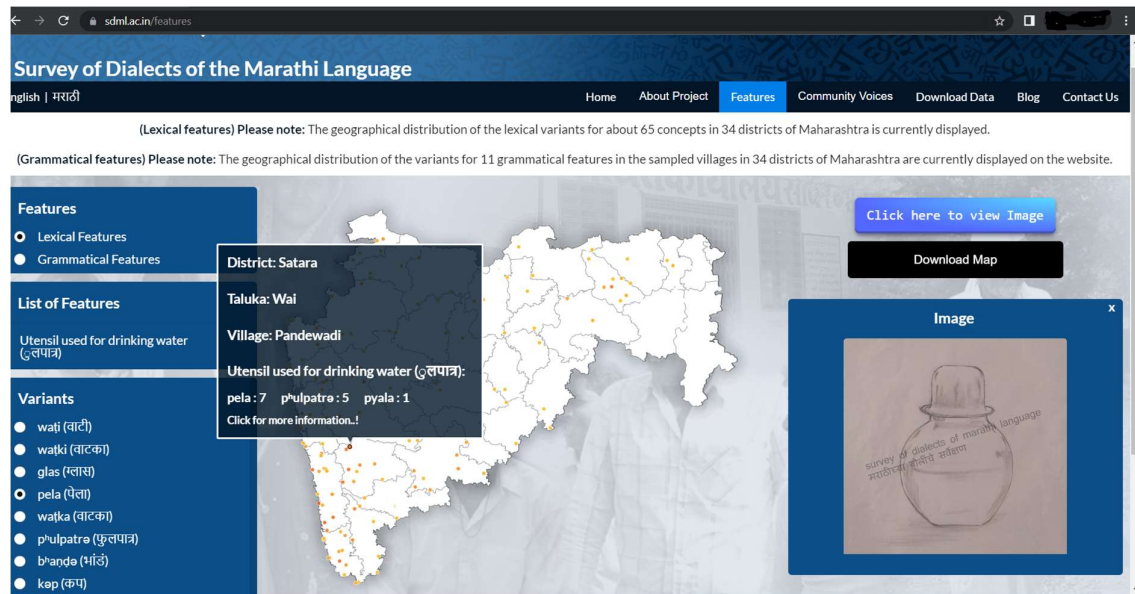 sdml.ac.in/features
Survey of Dialects of the Marathi Language
nglish | मराठी
Home About Project Features Community Voices Download Data Blog Contact Us
(Lexical features) Please note: The geographical distribution of the lexical variants for about 65 concepts in 34 districts of Maharashtra is currently displayed.
(Grammatical features) Please note: The geographical distribution of the variants for 11 grammatical features in the sampled villages in 34 districts of Maharashtra are currently displayed on the website.
Features
Lexical Features
Grammatical Features
List of Features
Utensil used for drinking water
(ुलपात्र)
Variants
waṭi (वाटी)
waṭki (वाटका)
glas (ग्लास)
pela (पेला)
waṭka (वाटका)
pʰulpatrə (फुलपात्र)
bʰaṇḍə (भांडं)
kəp (कप)
District: Satara
Taluka: Wai
Village: Pandewadi
Utensil used for drinking water (ुलपात्र):
pela : 7 pʰulpatrə : 5 pyala : 1
Click for more information..!
Click here to view Image
Download Map
Image
x
survey of dialects of marathi language
मराठीच्या बोलींचे सर्वेक्षण